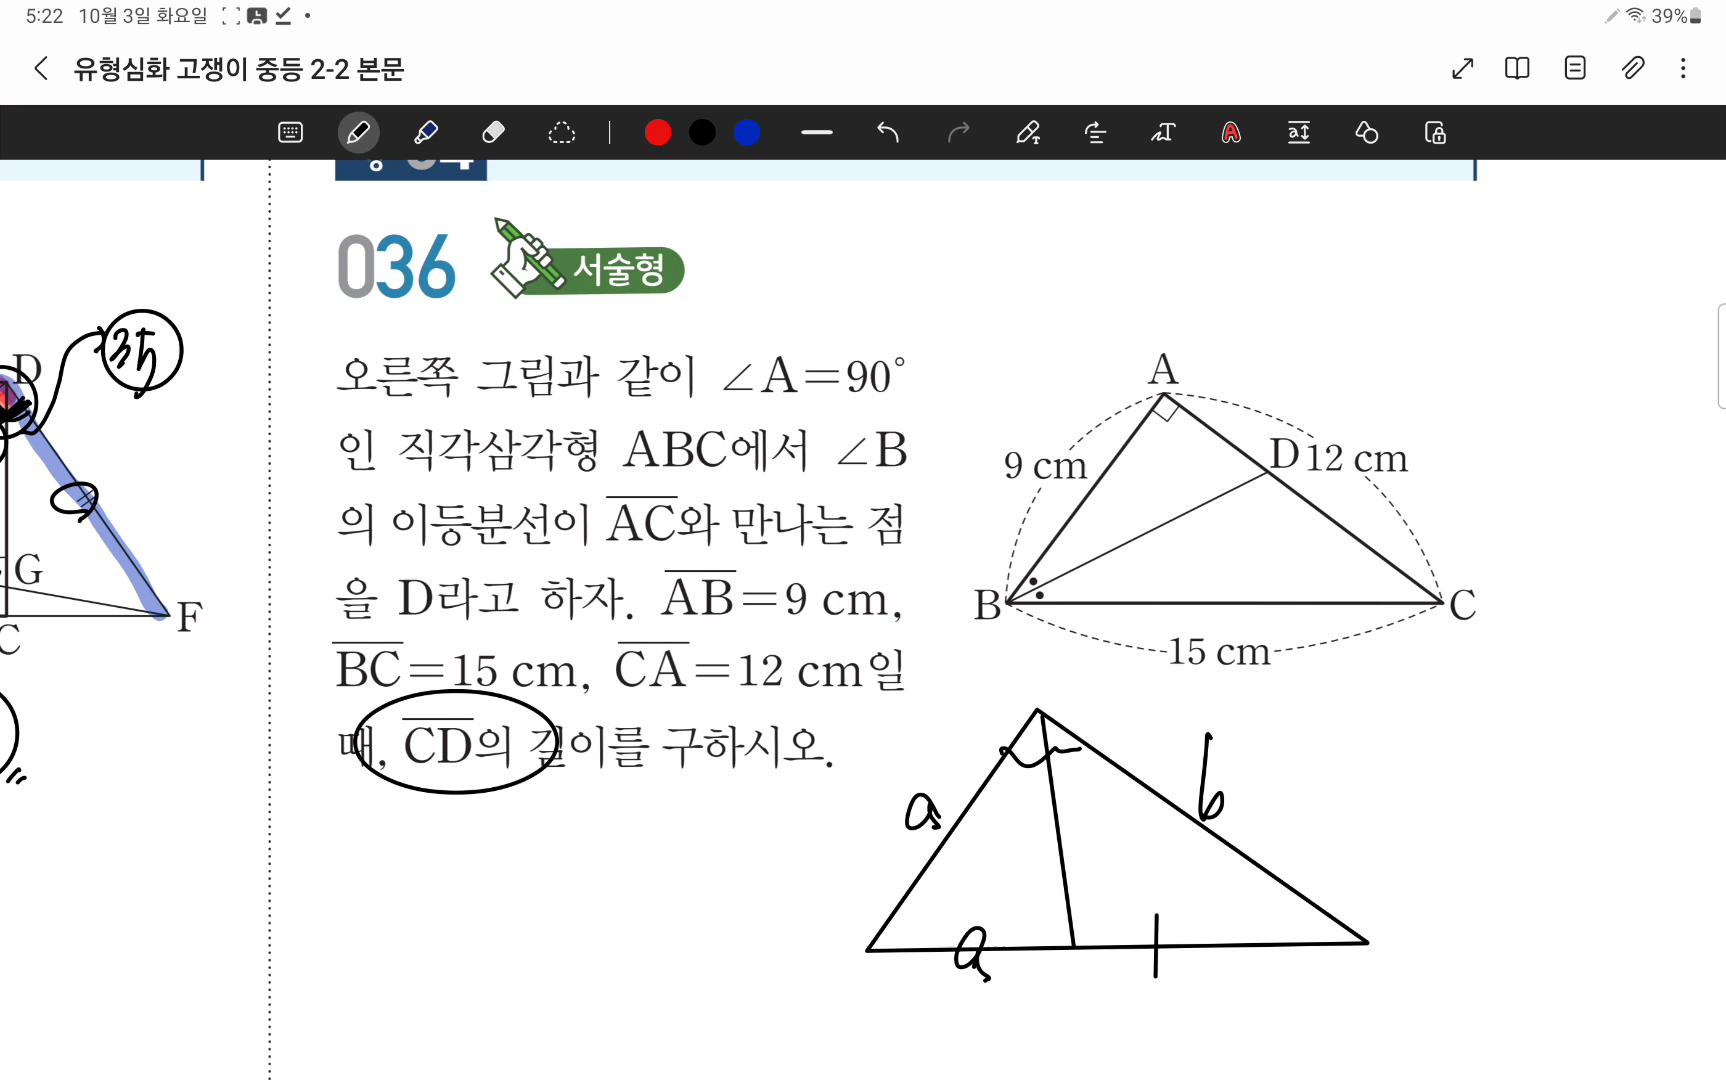 5:22 10월 3일 화요일 39%
유형심화 고쟁이 중등 2-2 본문
036 서술형
오른쪽 그림과 같이 ∠A=90°
인 직각삼각형 ABC에서 ∠B
의 이등분선이 AC와 만나는 점
을 D라고 하자. AB=9 cm,
BC=15 cm, CA=12 cm일
때, CD의 길이를 구하시오.
A
9 cm
D 12 cm
B
C
15 cm
a
b
a
D
G
F
C